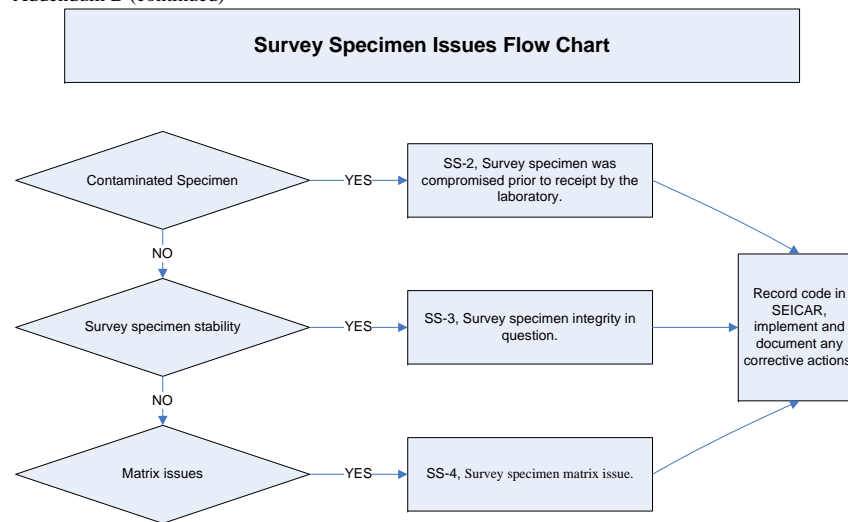 Survey Specimen Issues Flow Chart
Contaminated Specimen
YES
SS-2, Survey specimen was
compromised prior to receipt by the
laboratory.
NO
Survey specimen stability
YES
SS-3, Survey specimen integrity in
question.
Record code in
SEICAR,
implement and
document any
corrective actions
NO
Matrix issues
YES
SS-4, Survey specimen matrix issue.